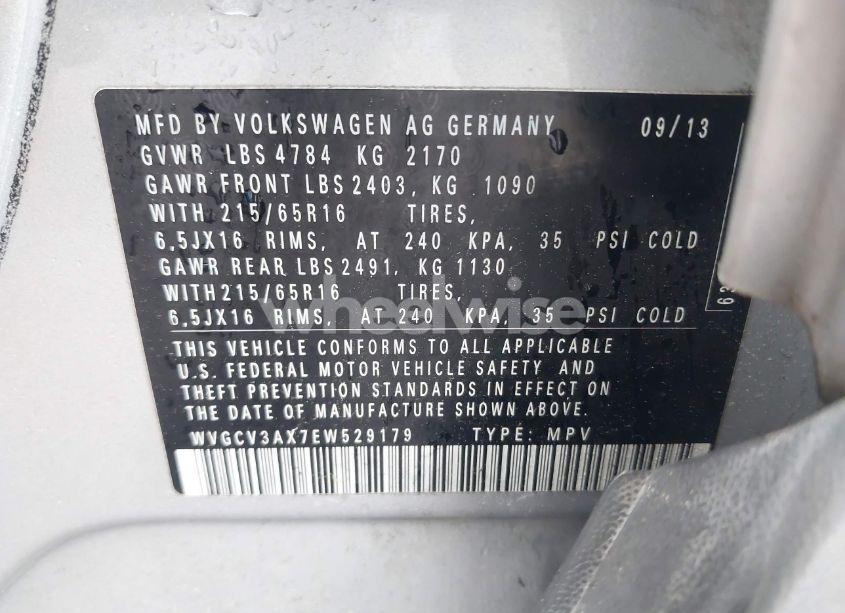 MFD BY VOLKSWAGEN AG GERMANY 09/13
GVWR LBS 4784 KG 2170
GAWR FRONT LBS 2403, KG 1090
WITH 215/65R16 TIRES,
6,5JX16 RIMS, AT 240 KPA, 35 PSI COLD
GAWR REAR LBS 2491, KG 1130
WITH215/65R16 TIRES,
6,5JX16 RIMS, AT 240 KPA, 35 PSI COLD
THIS VEHICLE CONFORMS TO ALL APPLICABLE
U.S. FEDERAL MOTOR VEHICLE SAFETY AND
THEFT PREVENTION STANDARDS IN EFFECT ON
THE DATE OF MANUFACTURE SHOWN ABOVE.
WVGCV3AX7EW529179 TYPE: MPV
wheelwise